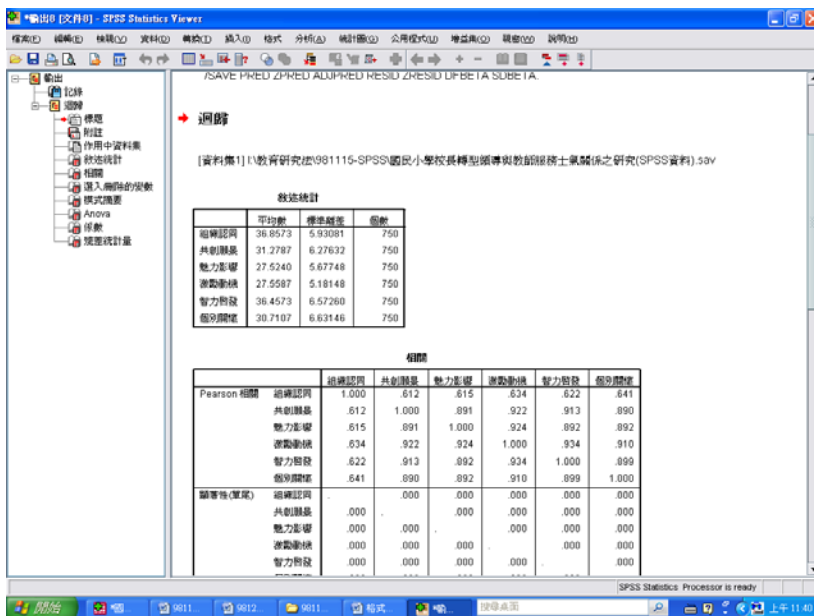 *輸出8 [文件8] - SPSS Statistics Viewer
檔案(F) 編輯(E) 檢視(V) 資料(D) 轉換(T) 插入(I) 格式 分析(A) 統計圖(G) 公用程式(U) 增益集(O) 視窗(W) 說明(H)
輸出
記錄
迴歸
標題
附註
作用中資料集
敘述統計
相關
選入/刪除的變數
模式摘要
Anova
係數
殘差統計量
/SAVE PRED ZPRED ADJPRED RESID ZRESID DFBETA SDBETA.
迴歸
[資料集1] I:\教育研究法\981115-SPSS\國民小學校長轉型領導與教師服務士氣關係之研究(SPSS資料).sav
敘述統計
平均數 標準離差 個數
組織認同 36.8573 5.93081 750
共創願景 31.2787 6.27632 750
魅力影響 27.5240 5.67748 750
激勵動機 27.5587 5.18148 750
智力啟發 36.4573 6.57260 750
個別關懷 30.7107 6.63146 750
相關
組織認同 共創願景 魅力影響 激勵動機 智力啟發 個別關懷
Pearson 相關 組織認同 1.000 .612 .615 .634 .622 .641
共創願景 .612 1.000 .891 .922 .913 .890
魅力影響 .615 .891 1.000 .924 .892 .892
激勵動機 .634 .922 .924 1.000 .934 .910
智力啟發 .622 .913 .892 .934 1.000 .899
個別關懷 .641 .890 .892 .910 .899 1.000
顯著性(單尾) 組織認同 . .000 .000 .000 .000 .000
共創願景 .000 . .000 .000 .000 .000
魅力影響 .000 .000 . .000 .000 .000
激勵動機 .000 .000 .000 . .000 .000
智力啟發 .000 .000 .000 .000 . .000
SPSS Statistics Processor is ready
開始 9811... 9812... 9811... 格式... 搜尋桌面 上午 11:40